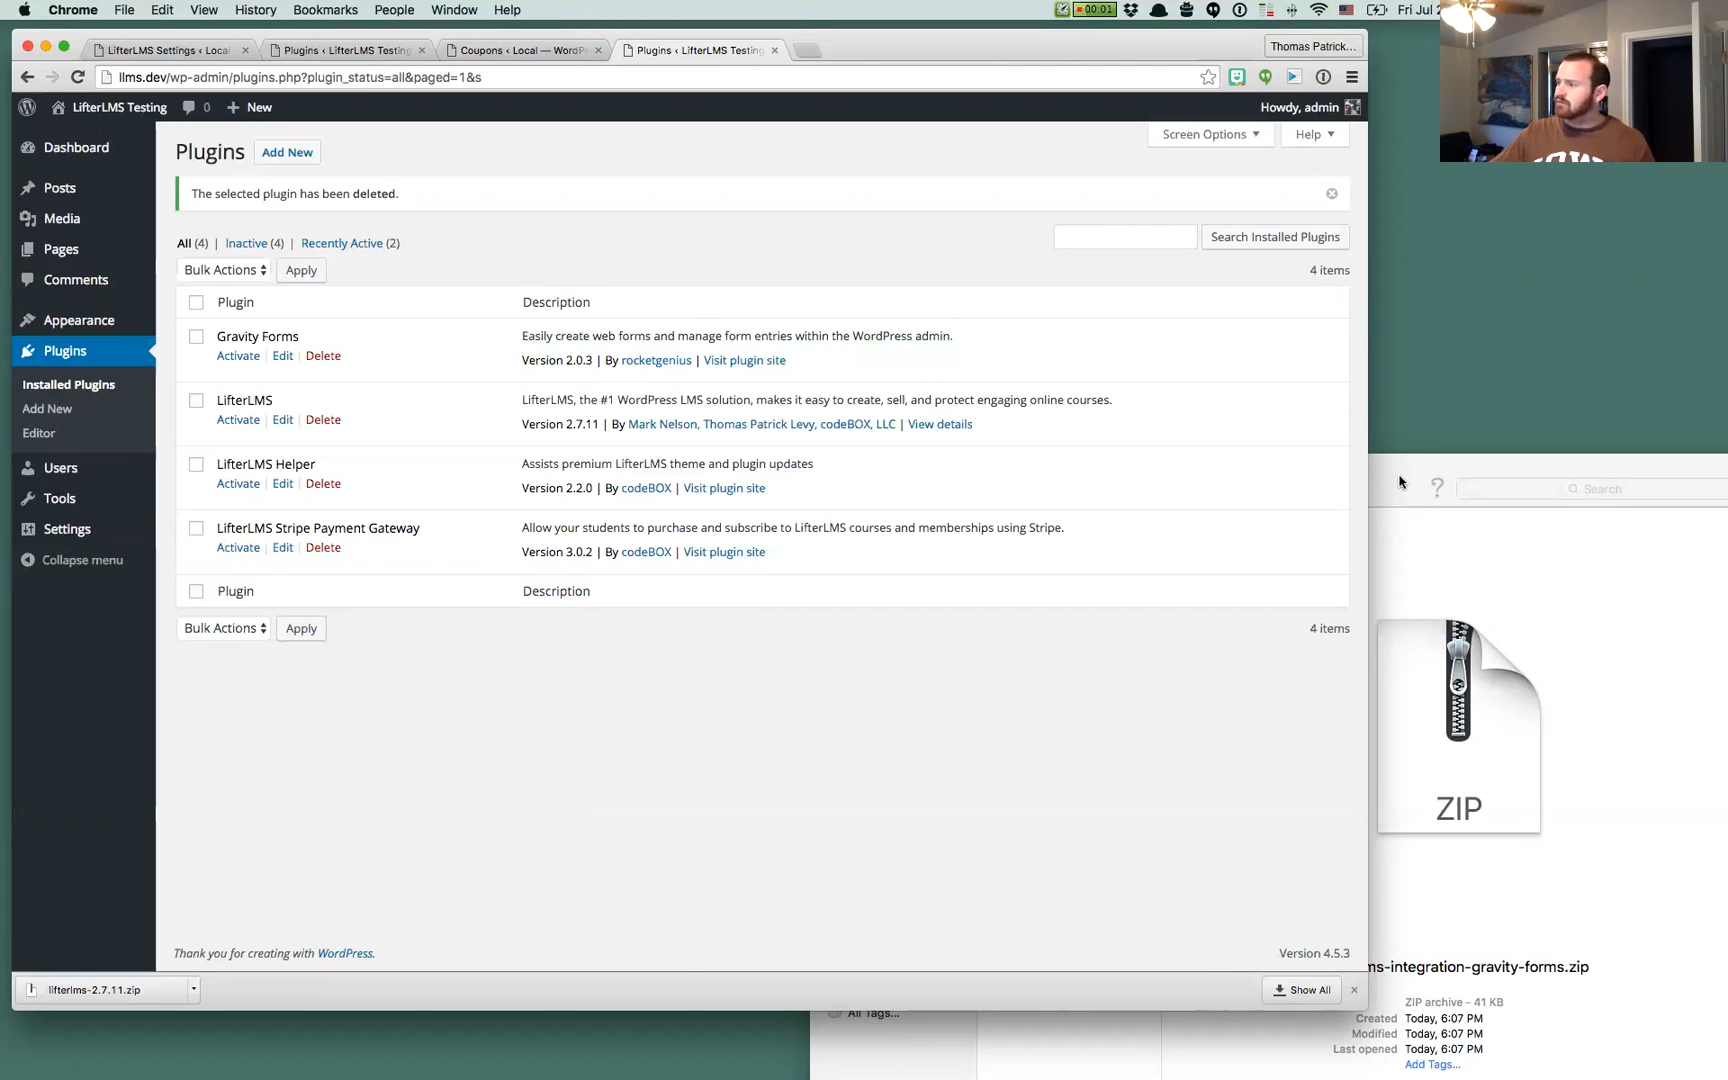 Chrome File Edit View History Bookmarks People Window Help 00:01 Fri Jul
LifterLMS Settings ‹ Local Plugins ‹ LifterLMS Testing Coupons ‹ Local — WordP Plugins ‹ LifterLMS Testing Thomas Patrick...
llms.dev/wp-admin/plugins.php?plugin_status=all&paged=1&s
LifterLMS Testing 0 + New Howdy, admin
Screen Options Help
Plugins Add New
The selected plugin has been deleted.
All (4) | Inactive (4) | Recently Active (2)
Search Installed Plugins
Bulk Actions Apply 4 items
Plugin Description
Gravity Forms Easily create web forms and manage form entries within the WordPress admin.
Activate | Edit | Delete Version 2.0.3 | By rocketgenius | Visit plugin site
LifterLMS LifterLMS, the #1 WordPress LMS solution, makes it easy to create, sell, and protect engaging online courses.
Activate | Edit | Delete Version 2.7.11 | By Mark Nelson, Thomas Patrick Levy, codeBOX, LLC | View details
LifterLMS Helper Assists premium LifterLMS theme and plugin updates
Activate | Edit | Delete Version 2.2.0 | By codeBOX | Visit plugin site
LifterLMS Stripe Payment Gateway Allow your students to purchase and subscribe to LifterLMS courses and memberships using Stripe.
Activate | Edit | Delete Version 3.0.2 | By codeBOX | Visit plugin site
Plugin Description
Bulk Actions Apply 4 items
Dashboard
Posts
Media
Pages
Comments
Appearance
Plugins
Installed Plugins
Add New
Editor
Users
Tools
Settings
Collapse menu
Thank you for creating with WordPress. Version 4.5.3
lifterlms-2.7.11.zip Show All
? Search
ZIP
ms-integration-gravity-forms.zip
ZIP archive - 41 KB
Created Today, 6:07 PM
Modified Today, 6:07 PM
Last opened Today, 6:07 PM
Add Tags...
All Tags...